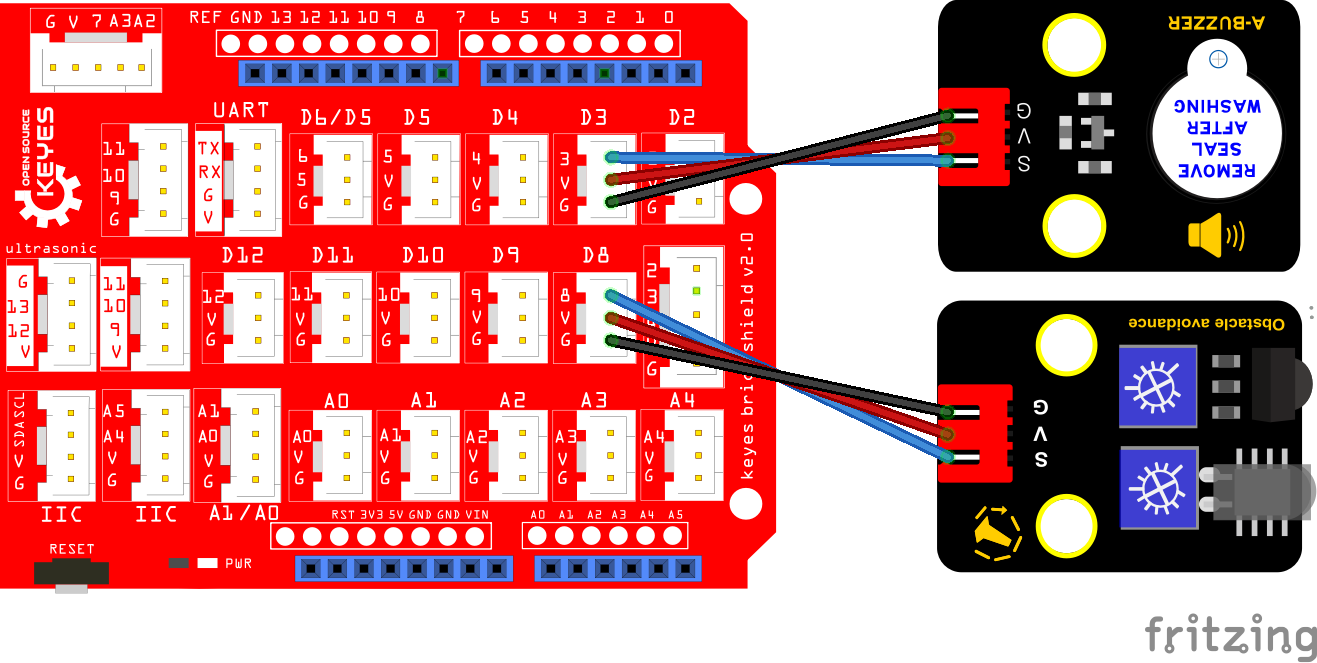 G V 7 A3A2
REF GND 13 12 11 10 9 8
7 6 5 4 3 2 1 0
OPEN SOURCE
KEYES
UART
D6/D5
D5
D4
D3
D2
11
10
9
G
TX
RX
G
V
6
5
G
5
V
G
4
V
G
3
V
G
G
ultrasonic
G
13
12
V
11
10
9
V
D12
D11
D10
D9
D8
12
V
G
11
V
G
10
V
G
9
V
G
8
V
G
2
3
G
keyes bric
shield v2.0
SCL
SDA
V
G
IIC
A5
A4
V
G
IIC
A1
A0
V
G
A1/A0
A0
A1
A2
A3
A4
A0
V
G
A1
V
G
A2
V
G
A3
V
G
A4
V
G
RST 3V3 5V GND GND VIN
A0 A1 A2 A3 A4 A5
RESET
PWR
A-BUZZER
REMOVE
SEAL
AFTER
WASHING
G
V
S
Obstacle avoidance
G
V
S
fritzing